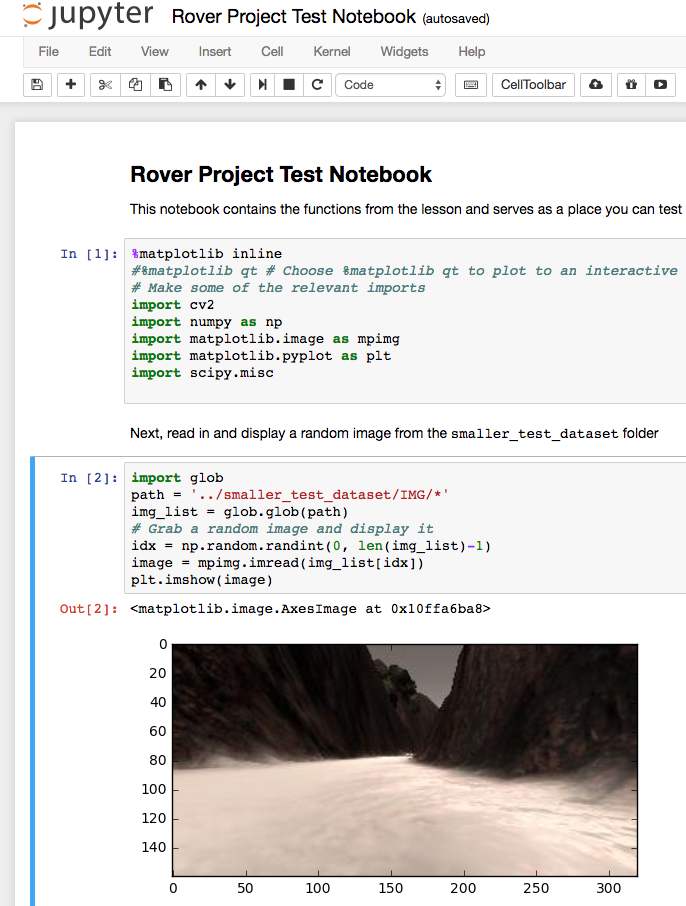 jupyter Rover Project Test Notebook (autosaved)
File Edit View Insert Cell Kernel Widgets Help
Code CellToolbar
Rover Project Test Notebook
This notebook contains the functions from the lesson and serves as a place you can test
In [1]: %matplotlib inline
#%matplotlib qt # Choose %matplotlib qt to plot to an interactive
# Make some of the relevant imports
import cv2
import numpy as np
import matplotlib.image as mpimg
import matplotlib.pyplot as plt
import scipy.misc
Next, read in and display a random image from the smaller_test_dataset folder
In [2]: import glob
path = '../smaller_test_dataset/IMG/*'
img_list = glob.glob(path)
# Grab a random image and display it
idx = np.random.randint(0, len(img_list)-1)
image = mpimg.imread(img_list[idx])
plt.imshow(image)
Out[2]: <matplotlib.image.AxesImage at 0x10ffa6ba8>
0
20
40
60
80
100
120
140
0 50 100 150 200 250 300